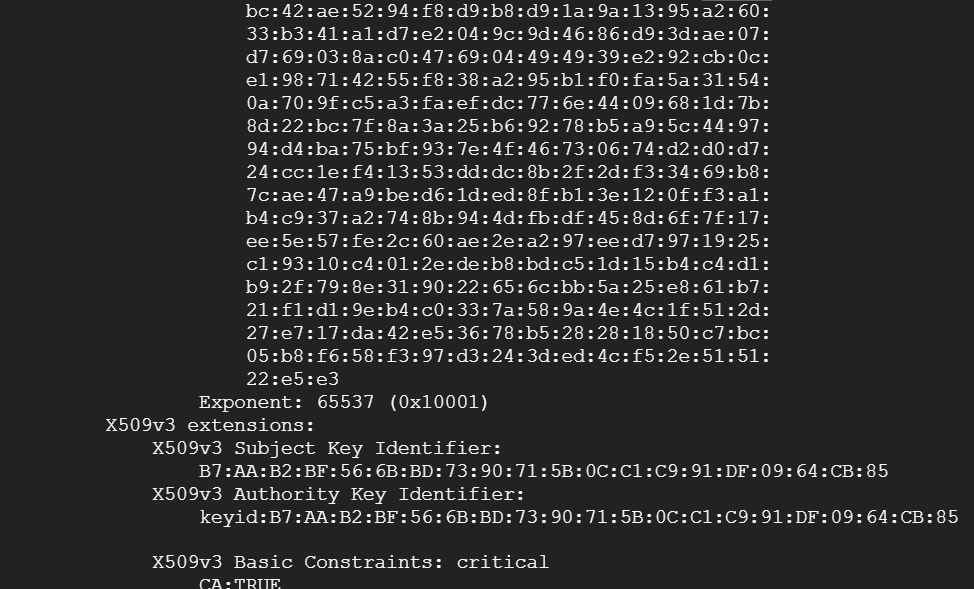 bc:42:ae:52:94:f8:d9:b8:d9:1a:9a:13:95:a2:60:
33:b3:41:a1:d7:e2:04:9c:9d:46:86:d9:3d:ae:07:
d7:69:03:8a:c0:47:69:04:49:49:39:e2:92:cb:0c:
e1:98:71:42:55:f8:38:a2:95:b1:f0:fa:5a:31:54:
0a:70:9f:c5:a3:fa:ef:dc:77:6e:44:09:68:1d:7b:
8d:22:bc:7f:8a:3a:25:b6:92:78:b5:a9:5c:44:97:
94:d4:ba:75:bf:93:7e:4f:46:73:06:74:d2:d0:d7:
24:cc:1e:f4:13:53:dd:dc:8b:2f:2d:f3:34:69:b8:
7c:ae:47:a9:be:d6:1d:ed:8f:b1:3e:12:0f:f3:a1:
b4:c9:37:a2:74:8b:94:4d:fb:df:45:8d:6f:7f:17:
ee:5e:57:fe:2c:60:ae:2e:a2:97:ee:d7:97:19:25:
c1:93:10:c4:01:2e:de:b8:bd:c5:1d:15:b4:c4:d1:
b9:2f:79:8e:31:90:22:65:6c:bb:5a:25:e8:61:b7:
21:f1:d1:9e:b4:c0:33:7a:58:9a:4e:4c:1f:51:2d:
27:e7:17:da:42:e5:36:78:b5:28:28:18:50:c7:bc:
05:b8:f6:58:f3:97:d3:24:3d:ed:4c:f5:2e:51:51:
22:e5:e3
Exponent: 65537 (0x10001)
X509v3 extensions:
X509v3 Subject Key Identifier:
B7:AA:B2:BF:56:6B:BD:73:90:71:5B:0C:C1:C9:91:DF:09:64:CB:85
X509v3 Authority Key Identifier:
keyid:B7:AA:B2:BF:56:6B:BD:73:90:71:5B:0C:C1:C9:91:DF:09:64:CB:85
X509v3 Basic Constraints: critical
CA:TRUE